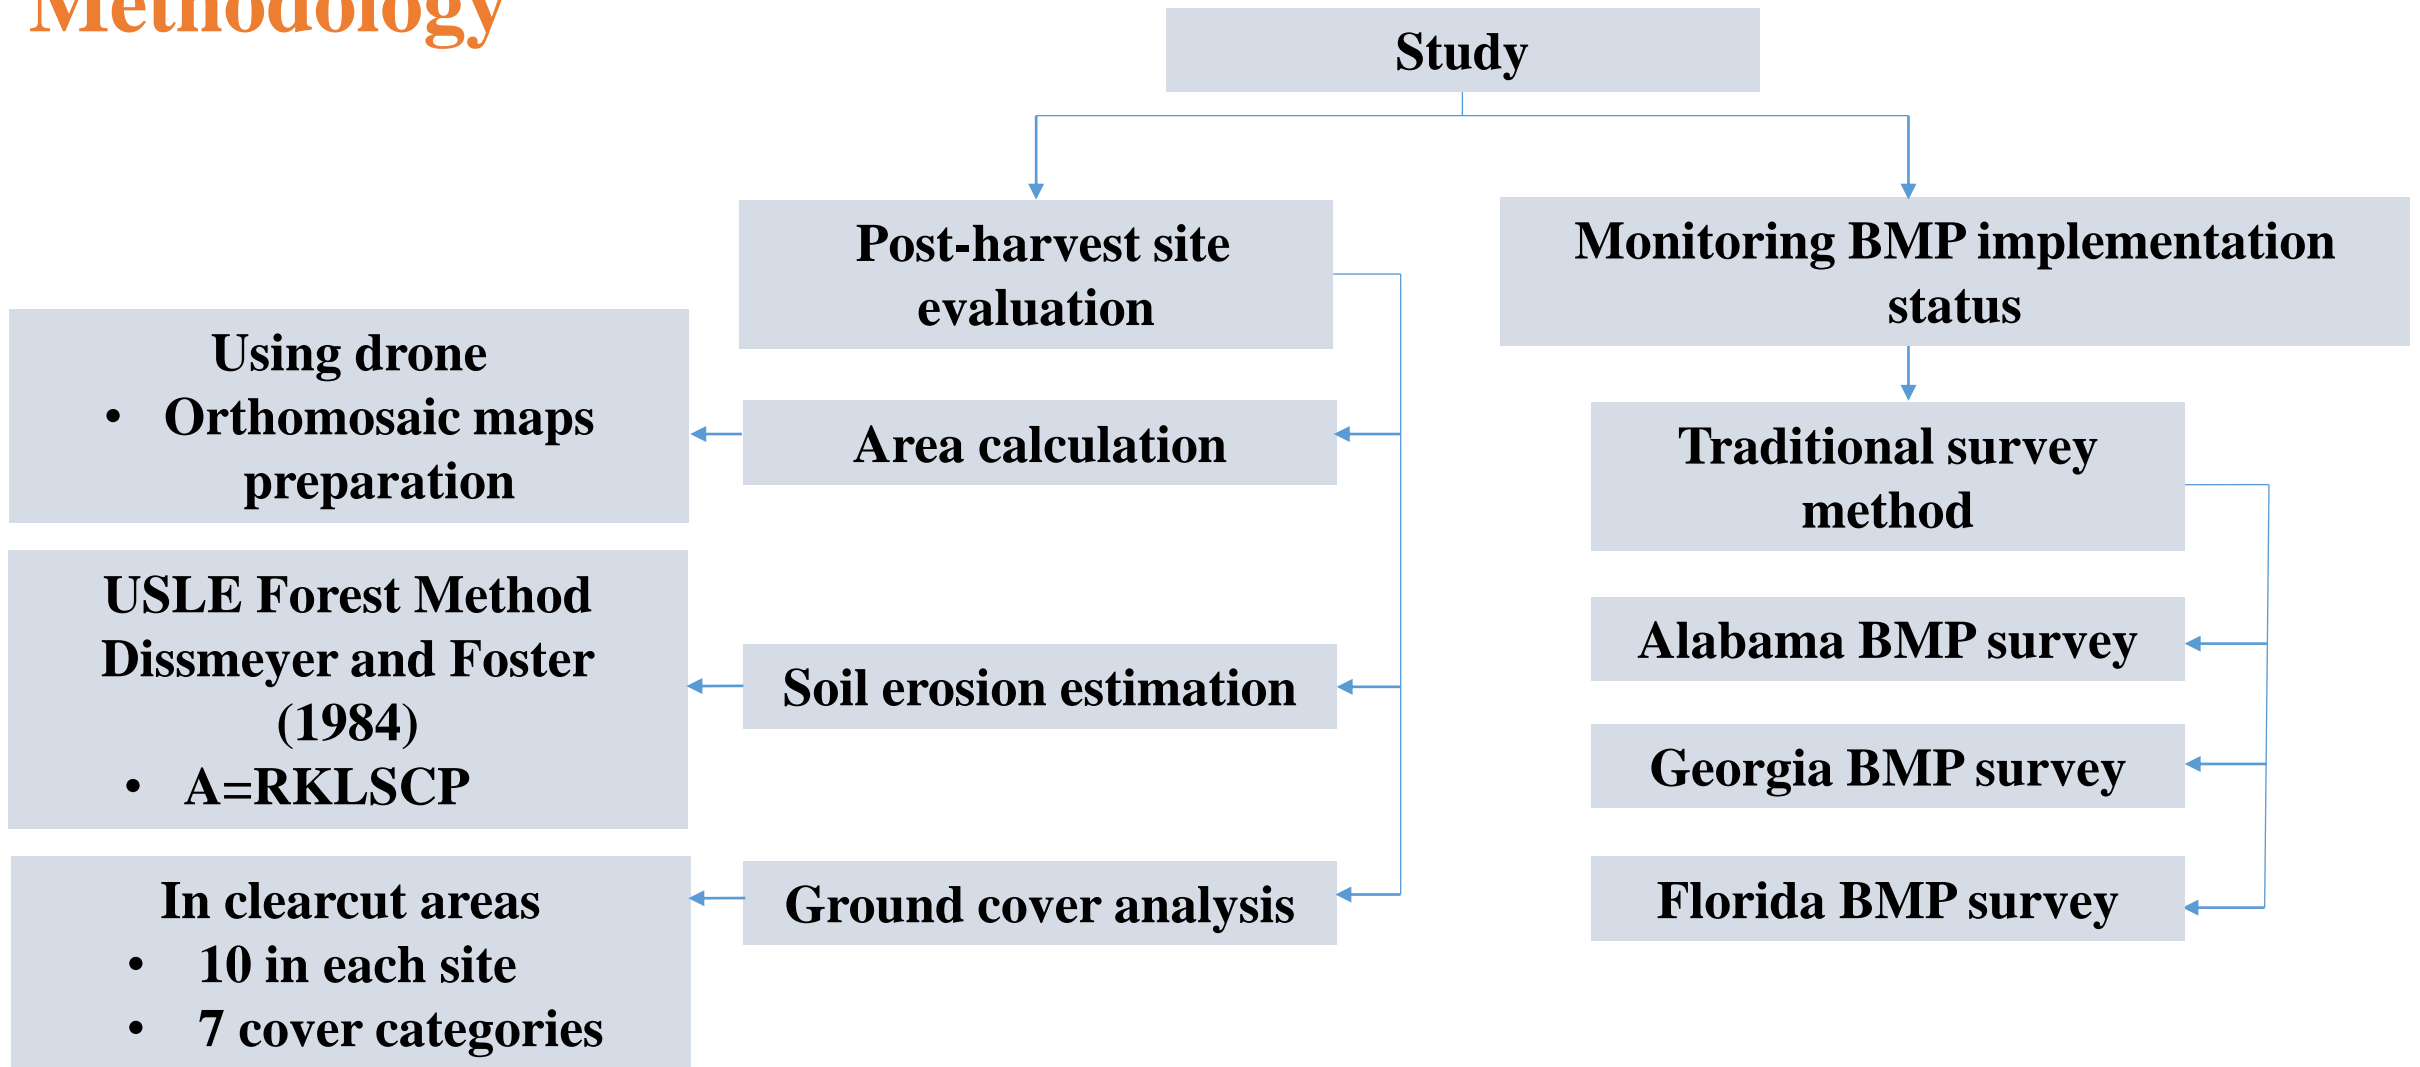 Methodology
Study
Post-harvest site
evaluation
Monitoring BMP implementation
status
Using drone
• Orthomosaic maps
preparation
Area calculation
Traditional survey
method
USLE Forest Method
Dissmeyer and Foster
(1984)
• A=RKLSCP
Soil erosion estimation
Alabama BMP survey
Georgia BMP survey
In clearcut areas
• 10 in each site
• 7 cover categories
Ground cover analysis
Florida BMP survey